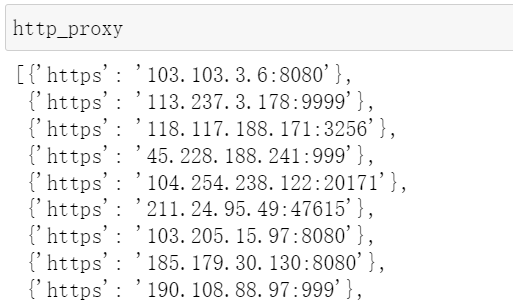 http_proxy
[{'https': '103.103.3.6:8080'},
{'https': '113.237.3.178:9999'},
{'https': '118.117.188.171:3256'},
{'https': '45.228.188.241:999'},
{'https': '104.254.238.122:20171'},
{'https': '211.24.95.49:47615'},
{'https': '103.205.15.97:8080'},
{'https': '185.179.30.130:8080'},
{'https': '190.108.88.97:999'},